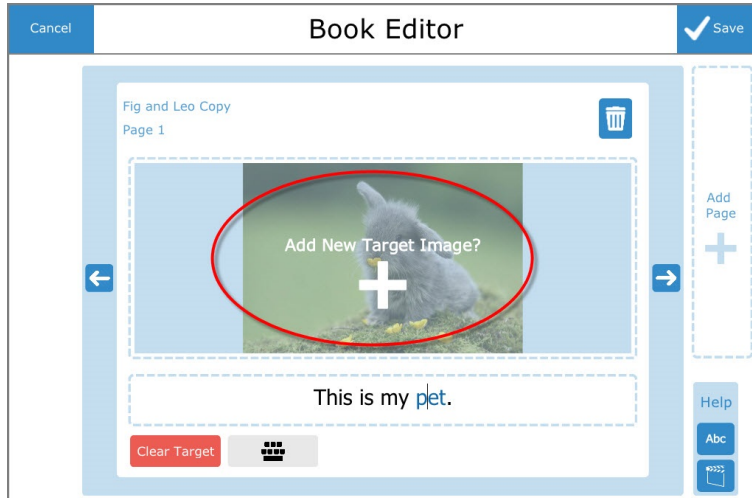 Cancel
Book Editor
Save
Fig and Leo Copy
Page 1
Add New Target Image?
Add
Page
This is my pet.
Help
Clear Target
Abc